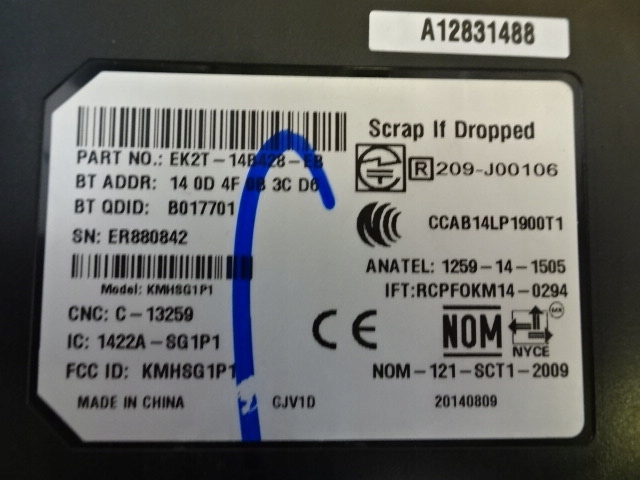 A12831488
Scrap If Dropped
PART NO.: EK2T-14B428-EB
R 209-J00106
BT ADDR: 14 0D 4F 3C D6
BT QDID: B017701
CCAB14LP1900T1
SN: ER880842
ANATEL: 1259-14-1505
Model: KMHSG1P1
IFT:RCPFOKM14-0294
CNC: C-13259
CE
NOM
NYCE
IC: 1422A-SG1P1
FCC ID: KMHSG1P1
NOM-121-SCT1-2009
MADE IN CHINA
CJV1D
20140809